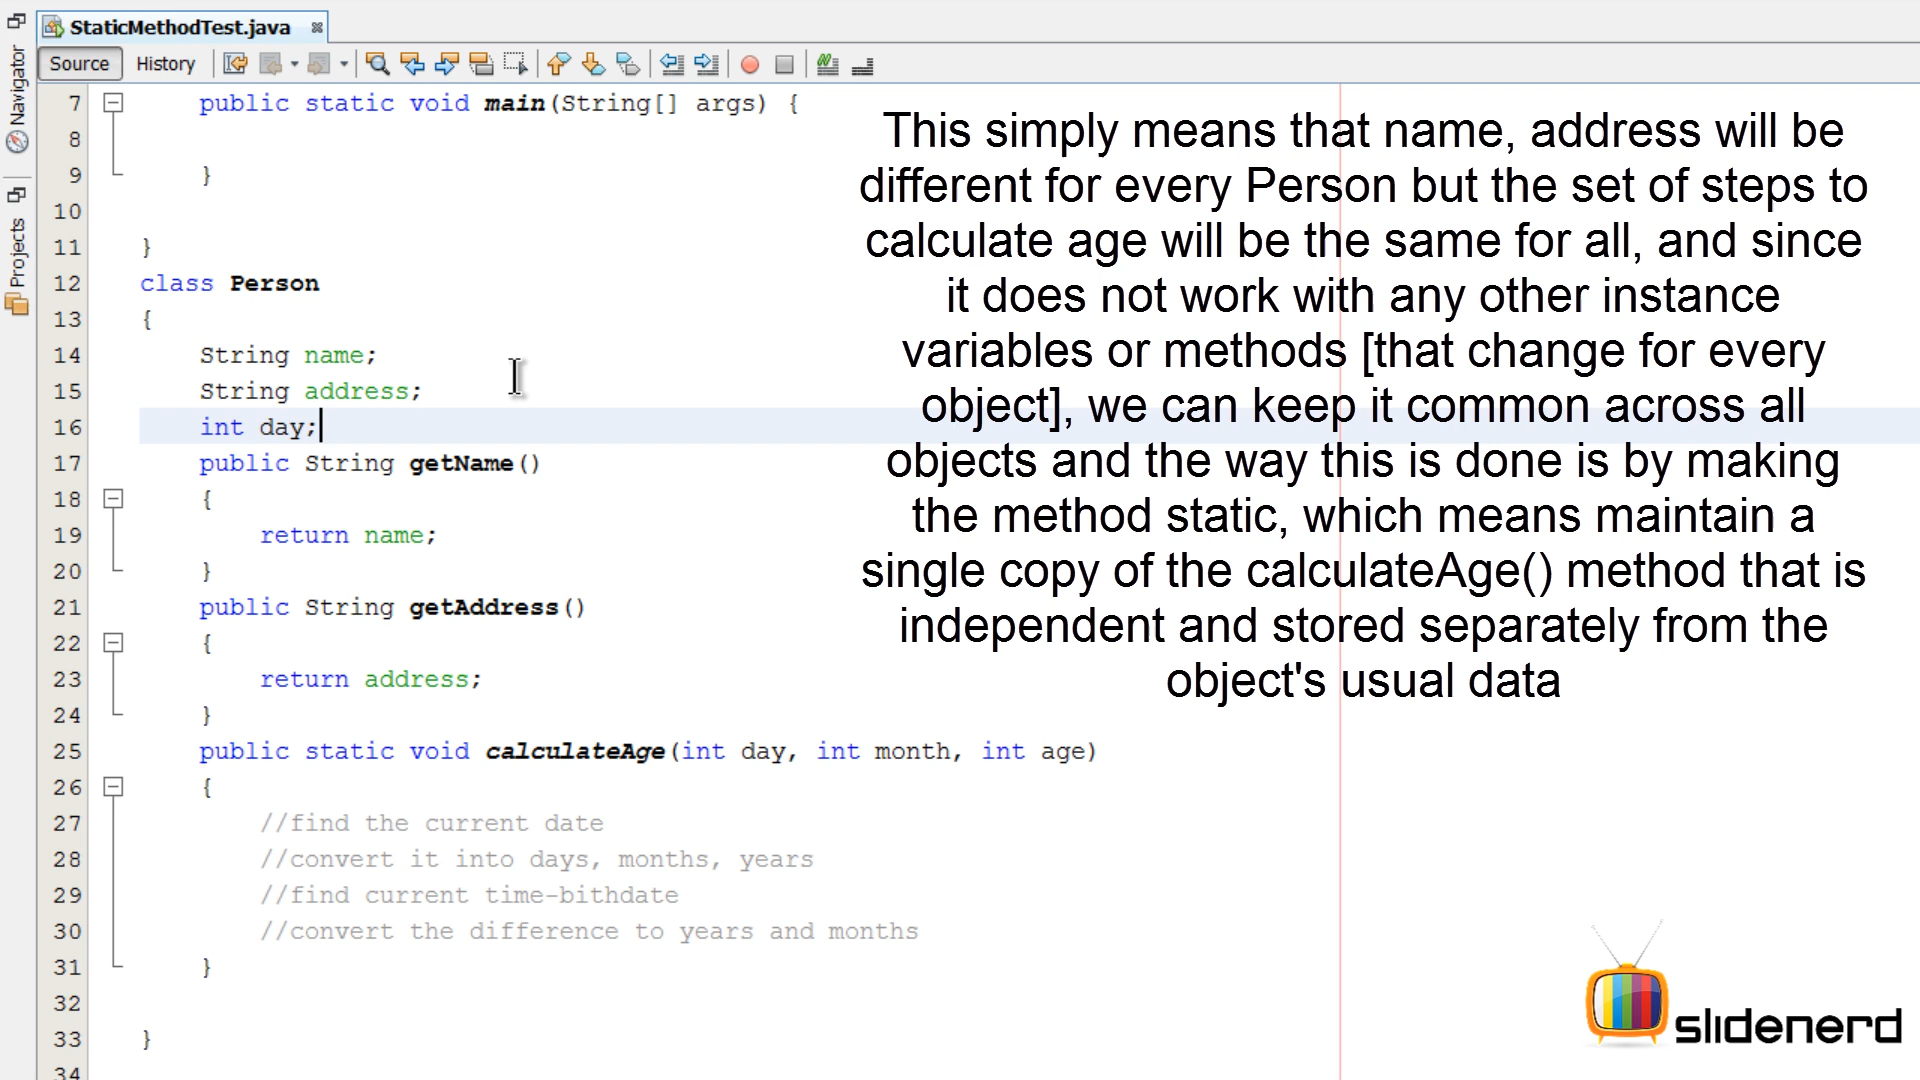 StaticMethodTest.java
Navigator
Projects
Source History
7 public static void main(String[] args) {
8
9 }
10
11 }
12 class Person
13 {
14 String name;
15 String address;
16 int day;
17 public String getName()
18 {
19 return name;
20 }
21 public String getAddress()
22 {
23 return address;
24 }
25 public static void calculateAge(int day, int month, int age)
26 {
27 //find the current date
28 //convert it into days, months, years
29 //find current time-bithdate
30 //convert the difference to years and months
31 }
32
33 }
34
This simply means that name, address will be
different for every Person but the set of steps to
calculate age will be the same for all, and since
it does not work with any other instance
variables or methods [that change for every
object], we can keep it common across all
objects and the way this is done is by making
the method static, which means maintain a
single copy of the calculateAge() method that is
independent and stored separately from the
object's usual data
slidenerd